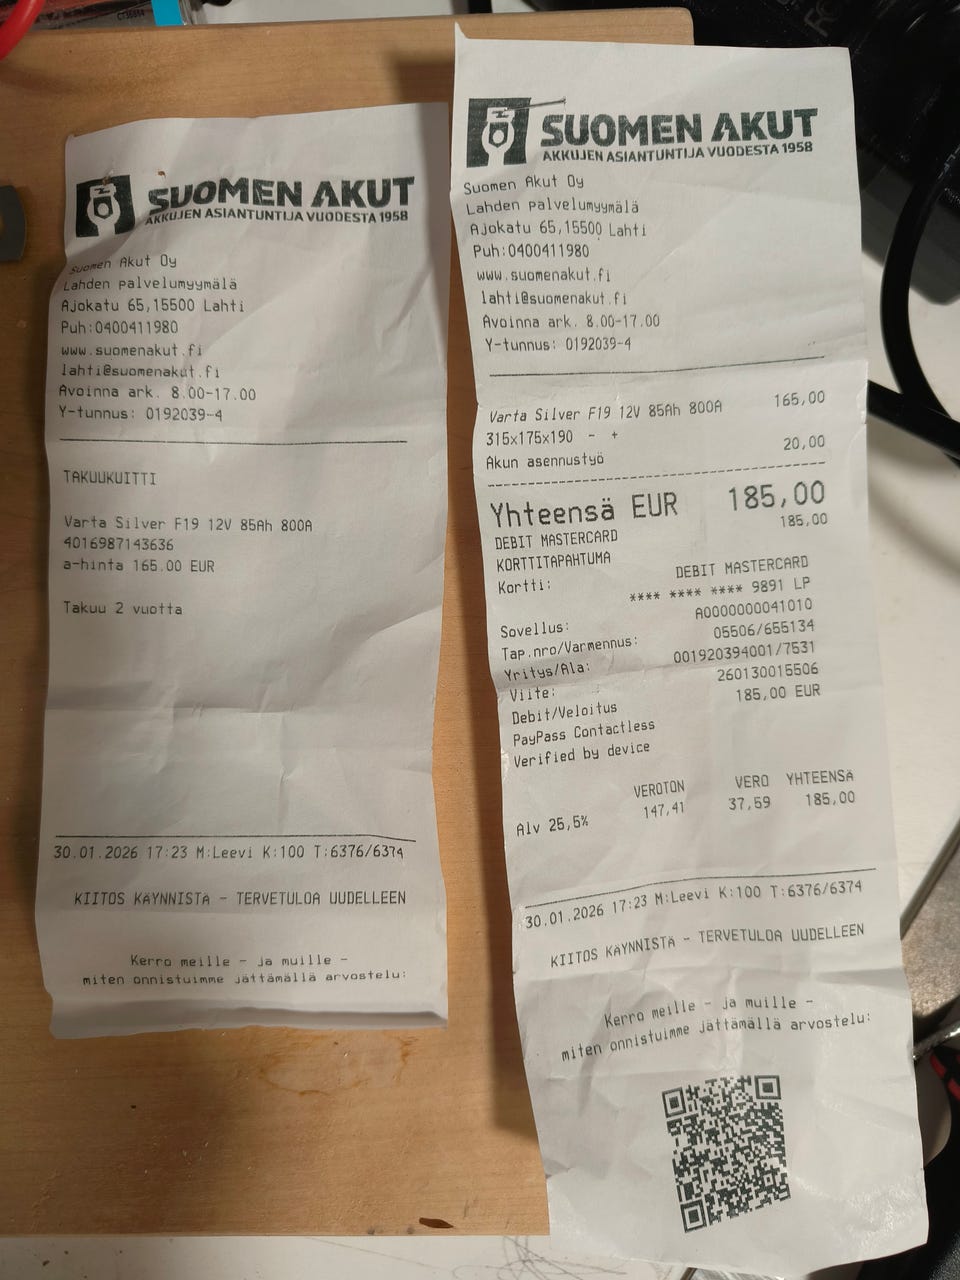 CT36864
SUOMEN AKUT
AKKUJEN ASIANTUNTIJA VUODESTA 1958
Suomen Akut Oy
Lahden palvelumyymälä
Ajokatu 65,15500 Lahti
Puh:0400411980
www.suomenakut.fi
lahti@suomenakut.fi
Avoinna ark. 8.00-17.00
Y-tunnus: 0192039-4
TAKUUKUITTI
Varta Silver F19 12V 85Ah 800A
4016987143636
a-hinta 165.00 EUR
Takuu 2 vuotta
30.01.2026 17:23 M:Leevi K:100 T:6376/6374
KIITOS KÄYNNISTÄ - TERVETULOA UUDELLEEN
Kerro meille - ja muille -
miten onnistuimme jättämällä arvostelu:
SUOMEN AKUT
AKKUJEN ASIANTUNTIJA VUODESTA 1958
Suomen Akut Oy
Lahden palvelumyymälä
Ajokatu 65,15500 Lahti
Puh:0400411980
www.suomenakut.fi
lahti@suomenakut.fi
Avoinna ark. 8.00-17.00
Y-tunnus: 0192039-4
Varta Silver F19 12V 85Ah 800A 165,00
315x175x190 - +
Akun asennustyö 20,00
Yhteensä EUR 185,00
DEBIT MASTERCARD 185,00
KORTTITAPAHTUMA
Kortti: DEBIT MASTERCARD
**** **** **** 9891 LP
Sovellus: A0000000041010
Tap.nro/Varmennus: 05506/655134
Yritys/Ala: 001920394001/7531
Viite: 260130015506
Debit/Veloitus 185,00 EUR
PayPass Contactless
Verified by device
VEROTON VERO YHTEENSÄ
Alv 25,5% 147,41 37,59 185,00
30.01.2026 17:23 M:Leevi K:100 T:6376/6374
KIITOS KÄYNNISTÄ - TERVETULOA UUDELLEEN
Kerro meille - ja muille -
miten onnistuimme jättämällä arvostelu: